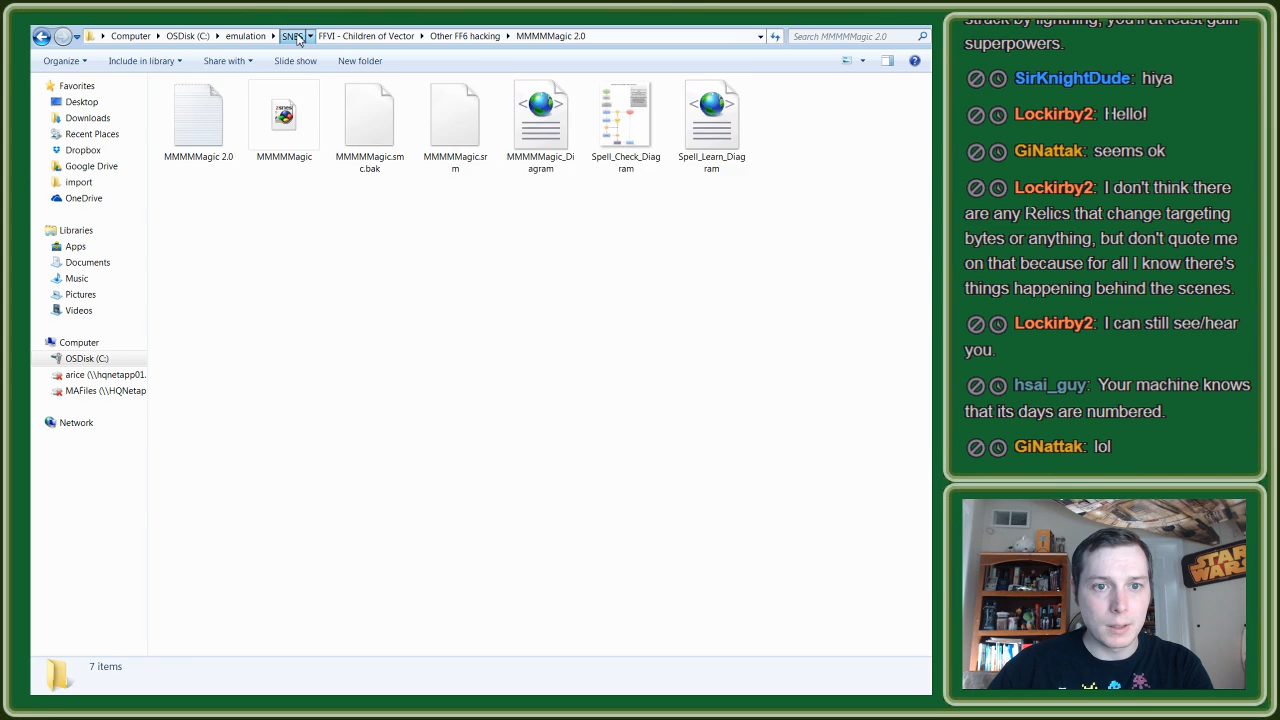 Computer OSDisk (C:) emulation SNES FFVI - Children of Vector Other FF6 hacking MMMMMagic 2.0 Search MMMMMagic 2.0
Organize Include in library Share with Slide show New folder
Favorites
Desktop
Downloads
Recent Places
Dropbox
Google Drive
import
OneDrive
Libraries
Apps
Documents
Music
Pictures
Videos
Computer
OSDisk (C:)
arice (\\hqnetapp01.
MAFiles (\\HQNetap
Network
MMMMMagic 2.0
MMMMMagic
MMMMMagic.sm
c.bak
MMMMMagic.sr
m
MMMMMagic_Di
agram
Spell_Check_Diag
ram
Spell_Learn_Diag
ram
7 items
struck by lightning, you'll at least gain
superpowers.
SirKnightDude: hiya
Lockirby2: Hello!
GiNattak: seems ok
Lockirby2: I don't think there
are any Relics that change targeting
bytes or anything, but don't quote me
on that because for all I know there's
things happening behind the scenes.
Lockirby2: I can still see/hear
you.
hsai_guy: Your machine knows
that its days are numbered.
GiNattak: lol
STAR
WARS